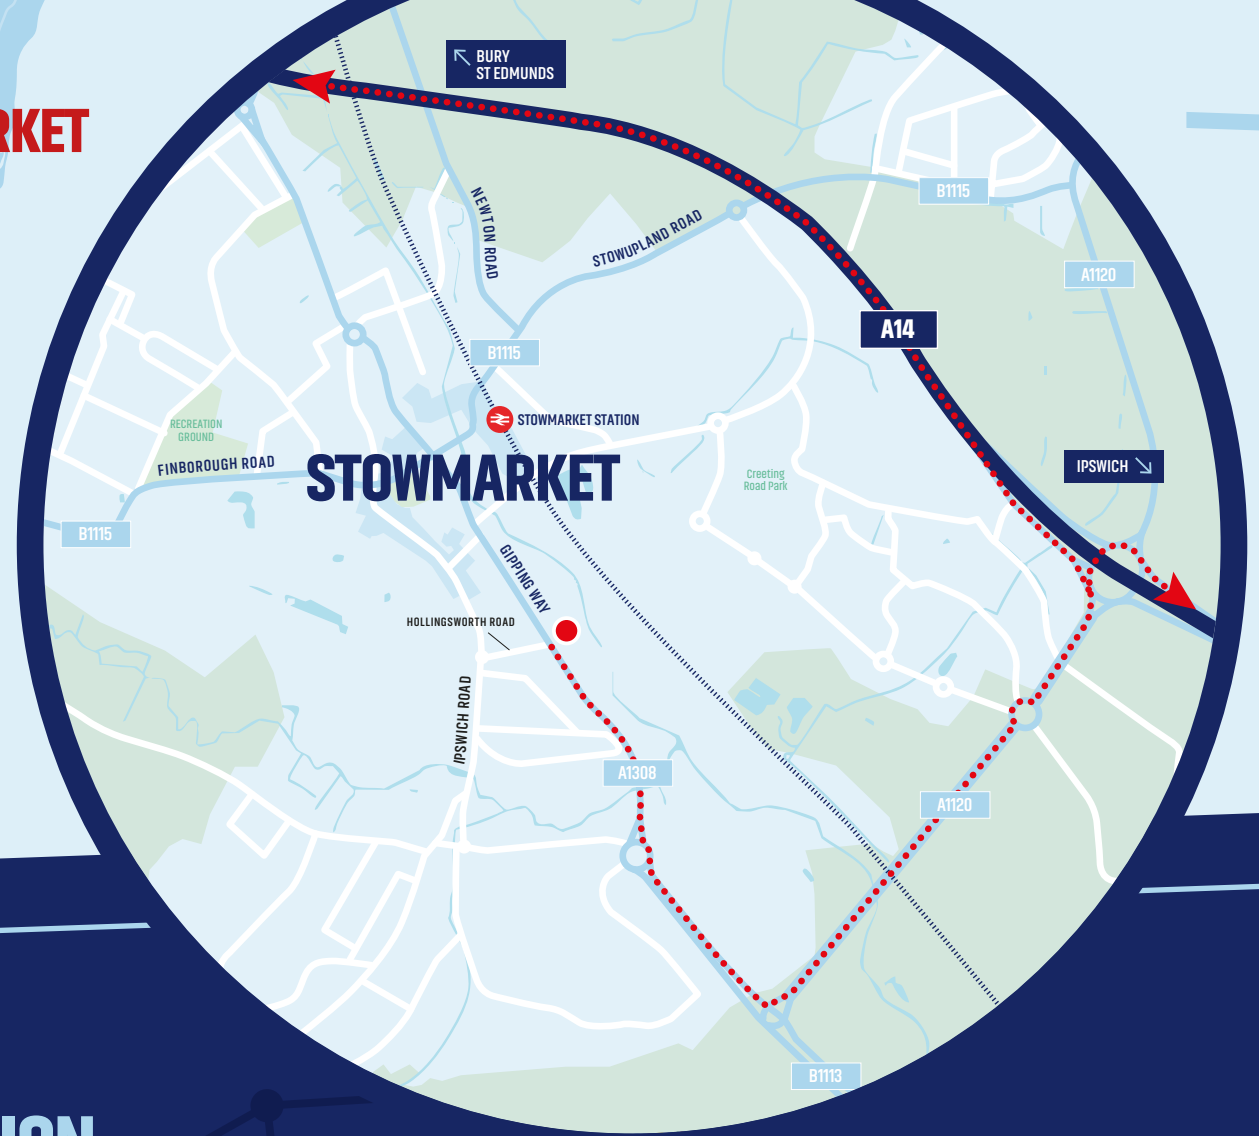 RKET
BURY
ST EDMUNDS
NEWTON ROAD
STOWUPLAND ROAD
B1115
A1120
A14
B1115
STOWMARKET STATION
RECREATION
GROUND
FINBOROUGH ROAD
STOWMARKET
IPSWICH
Creeting
Road Park
B1115
GIPPING WAY
HOLLINGSWORTH ROAD
IPSWICH ROAD
A1308
A1120
B1113
ION